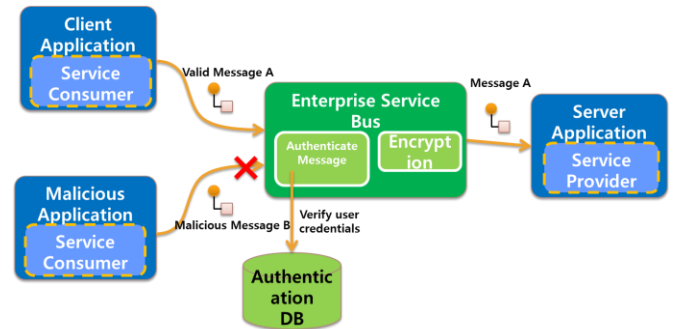 Client
Application
Service
Consumer
Valid Message A
Enterprise Service
Bus
Authenticate
Message
Encrypt
ion
Message A
Server
Application
Service
Provider
Malicious
Application
Service
Consumer
Malicious Message B
Verify user
credentials
Authentic
ation
DB